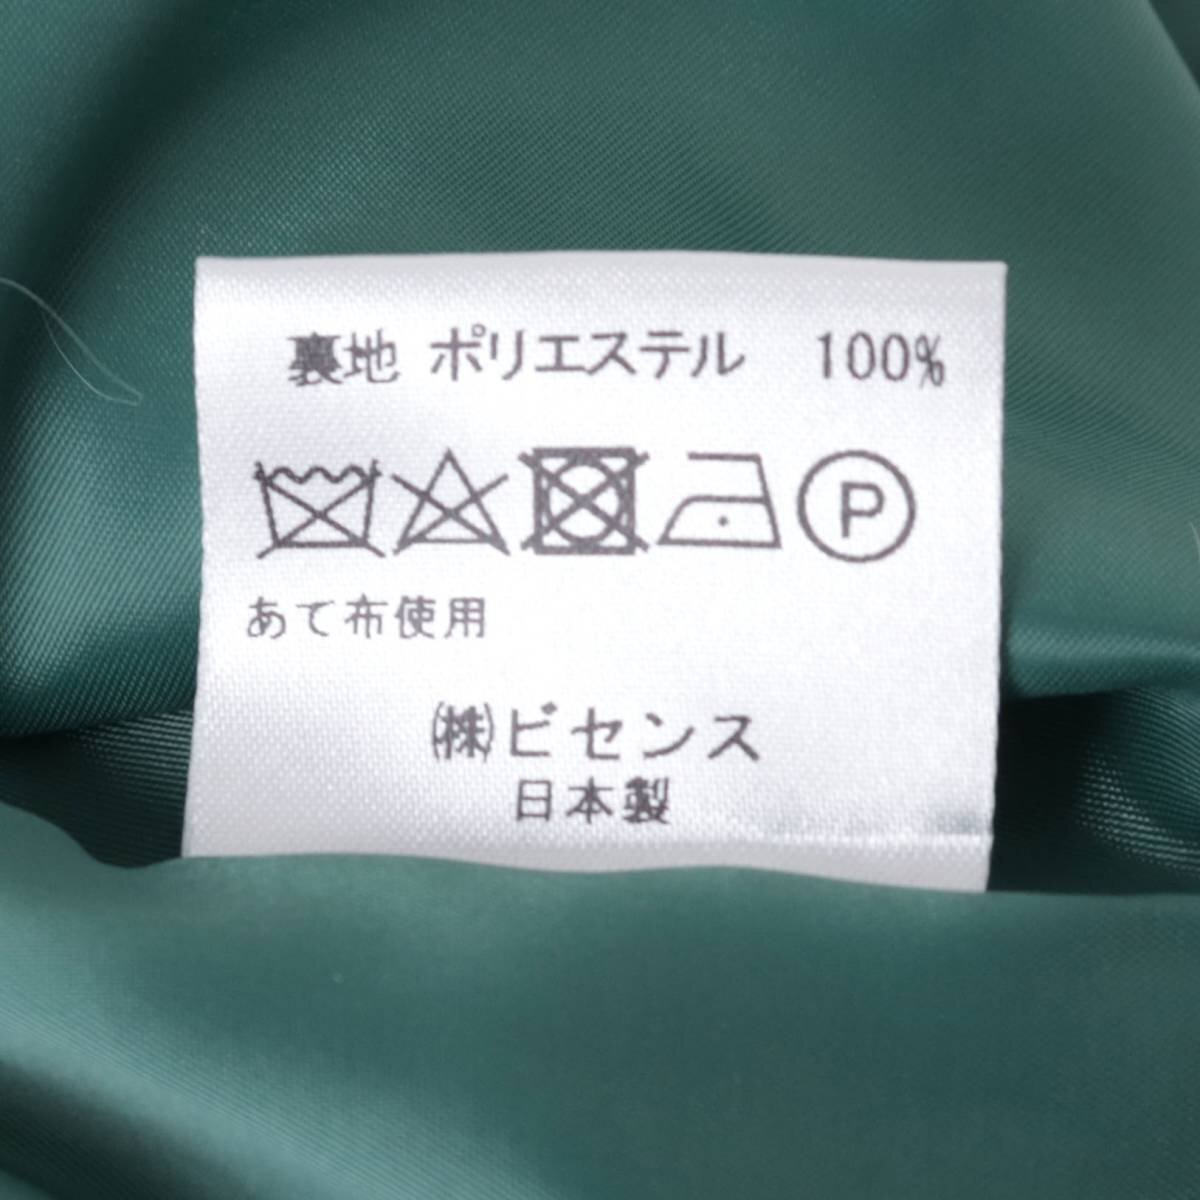 裏地 ポリエステル 100%
P
あて布使用
㈱ビセンス
日本製